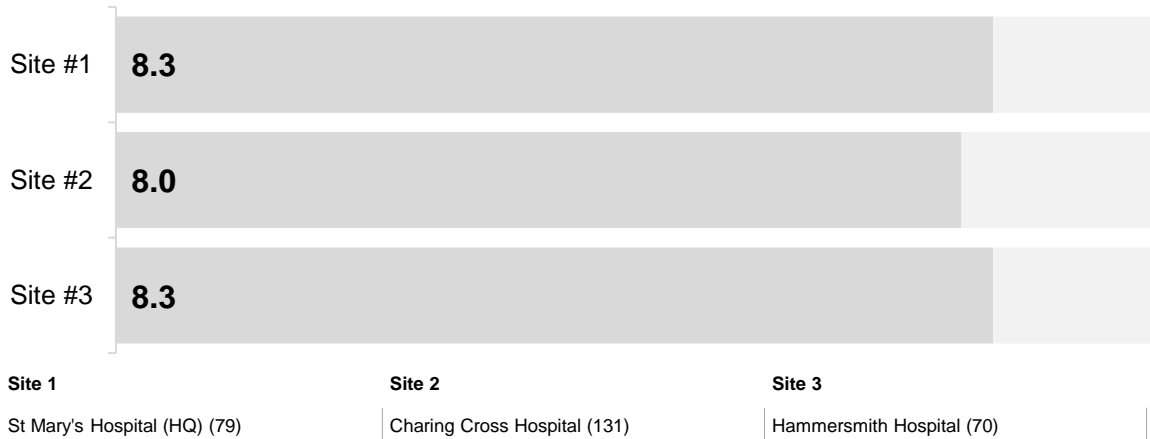 Site #1 8.3
Site #2 8.0
Site #3 8.3
Site 1 Site 2 Site 3
St Mary's Hospital (HQ) (79) Charing Cross Hospital (131) Hammersmith Hospital (70)